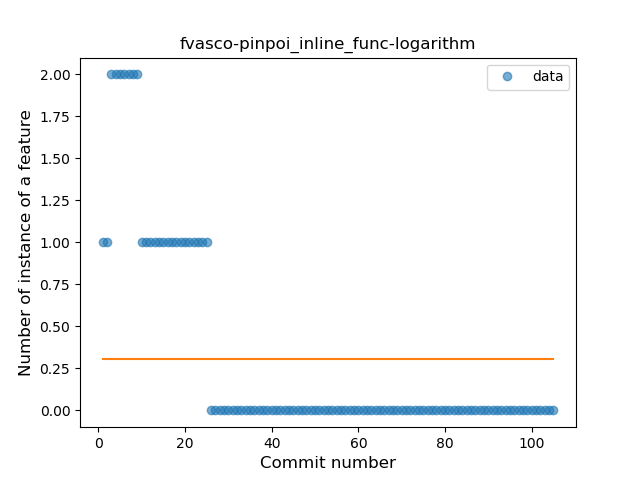 fvasco-pinpoi_inline_func-logarithm
data
Number of instance of a feature
2.00
1.75
1.50
1.25
1.00
0.75
0.50
0.25
0.00
0 20 40 60 80 100
Commit number